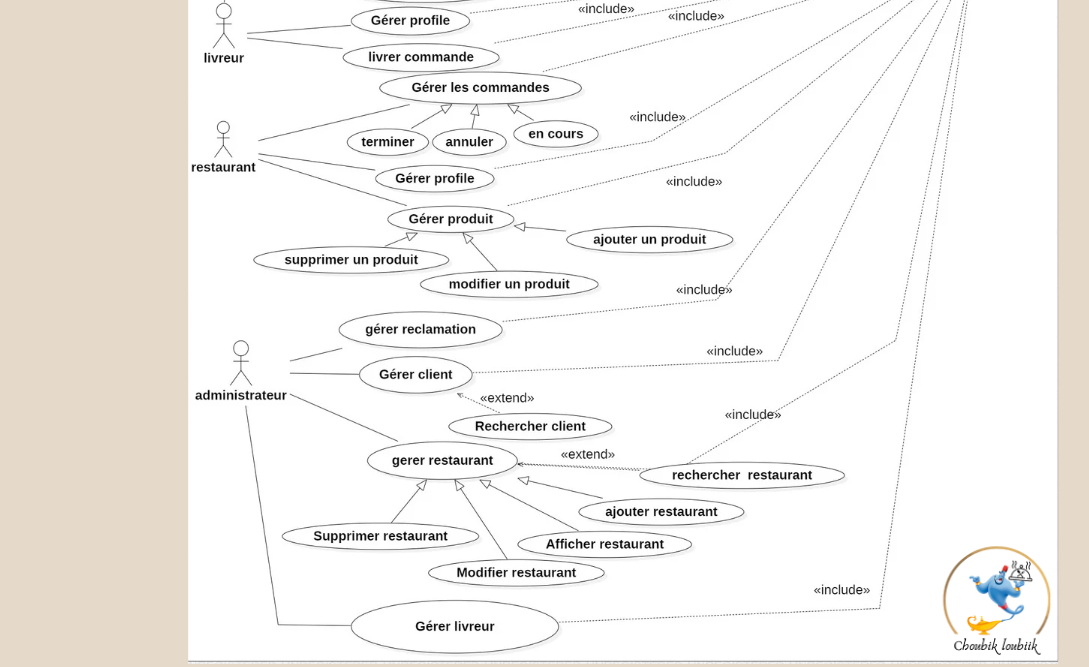 «include»
«include»
Gérer profile
livrer commande
livreur
Gérer les commandes
«include»
terminer
annuler
en cours
restaurant
Gérer profile
«include»
Gérer produit
ajouter un produit
supprimer un produit
modifier un produit
«include»
gérer reclamation
«include»
Gérer client
administrateur
«extend»
«include»
Rechercher client
«extend»
gerer restaurant
rechercher  restaurant
ajouter restaurant
Supprimer restaurant
Afficher restaurant
Modifier restaurant
«include»
Gérer livreur
Choubik loubiik